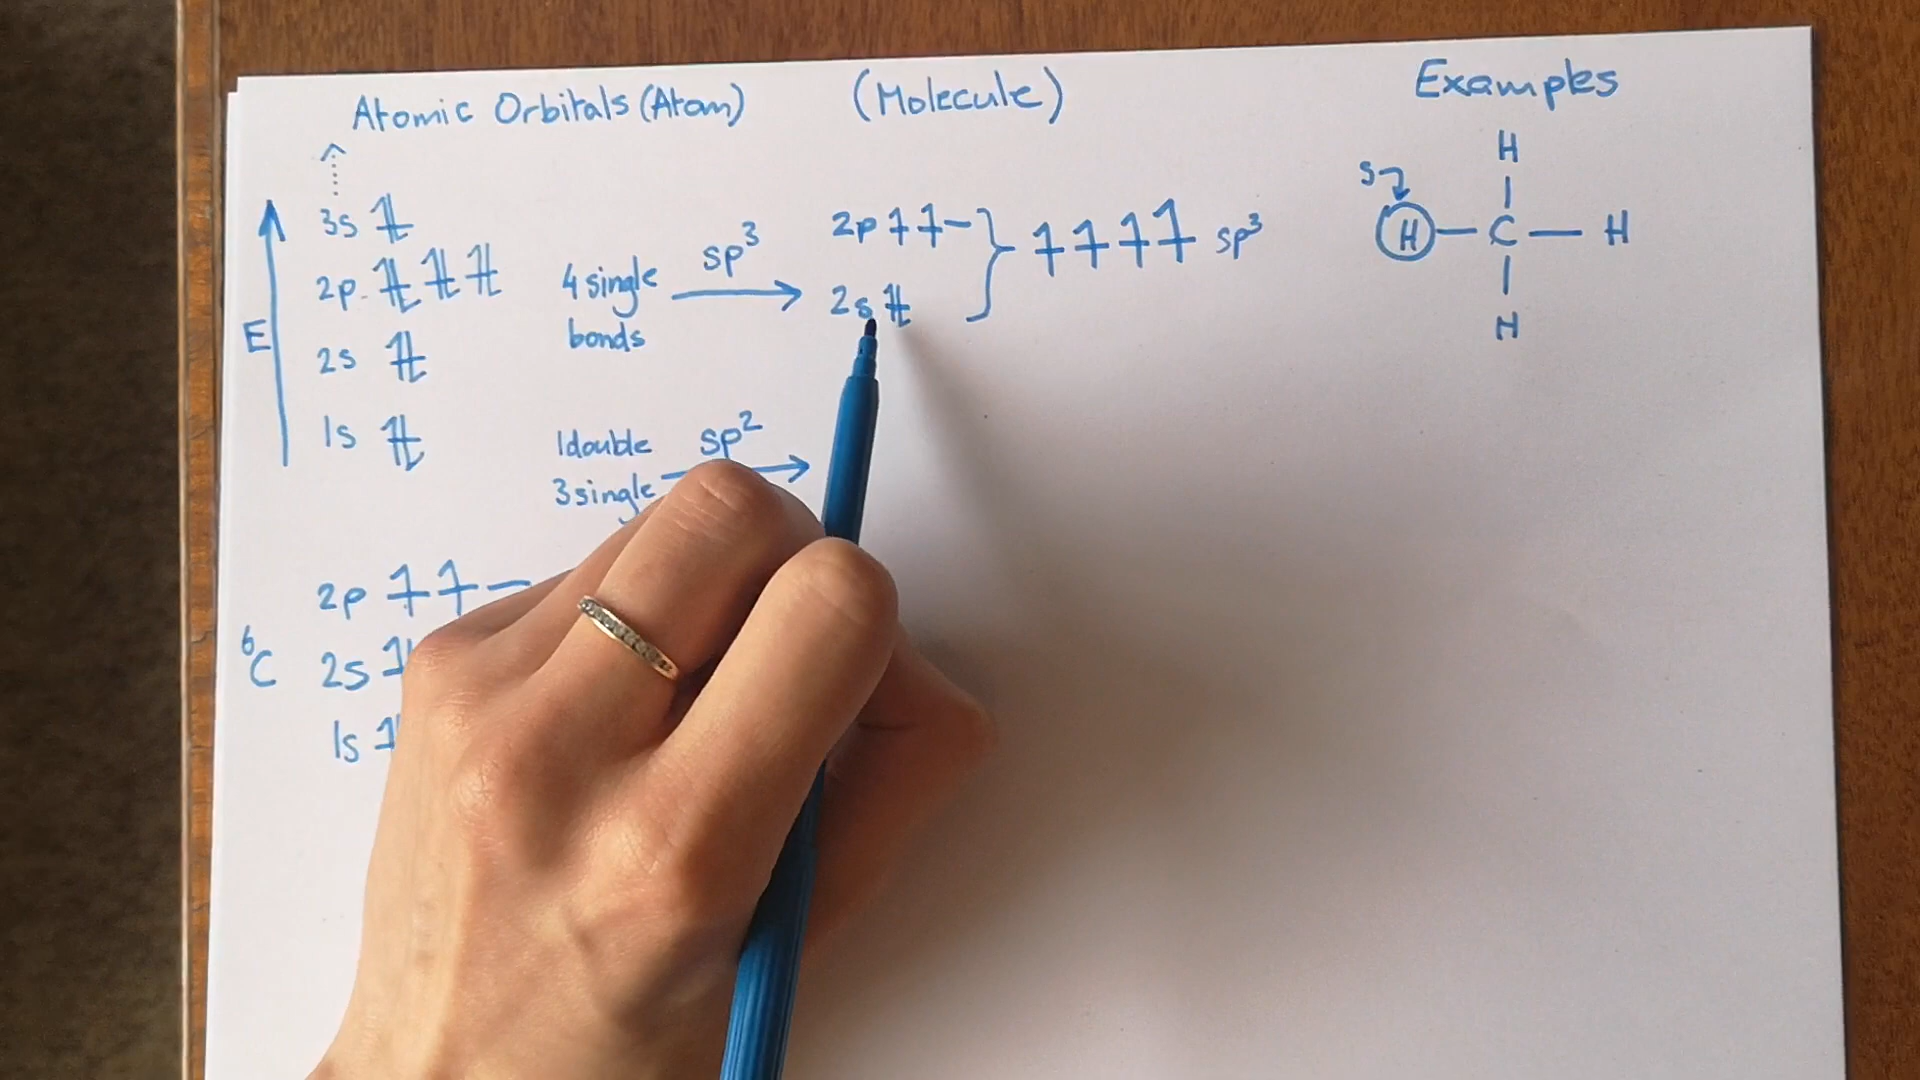 Atomic Orbitals (Atom)
(Molecule)
Examples
E
3s ⥮
2p ⥮ ⥮ ⥮
2s ⥮
1s ⥮
4 single
bonds
sp³
2p ↿ ↿ –
2s ⥮
} ↿ ↿ ↿ ↿ sp³
H
s
H – C – H
H
1double
3single
sp²
⁶C
2p ↿ ↿ –
2s
1s